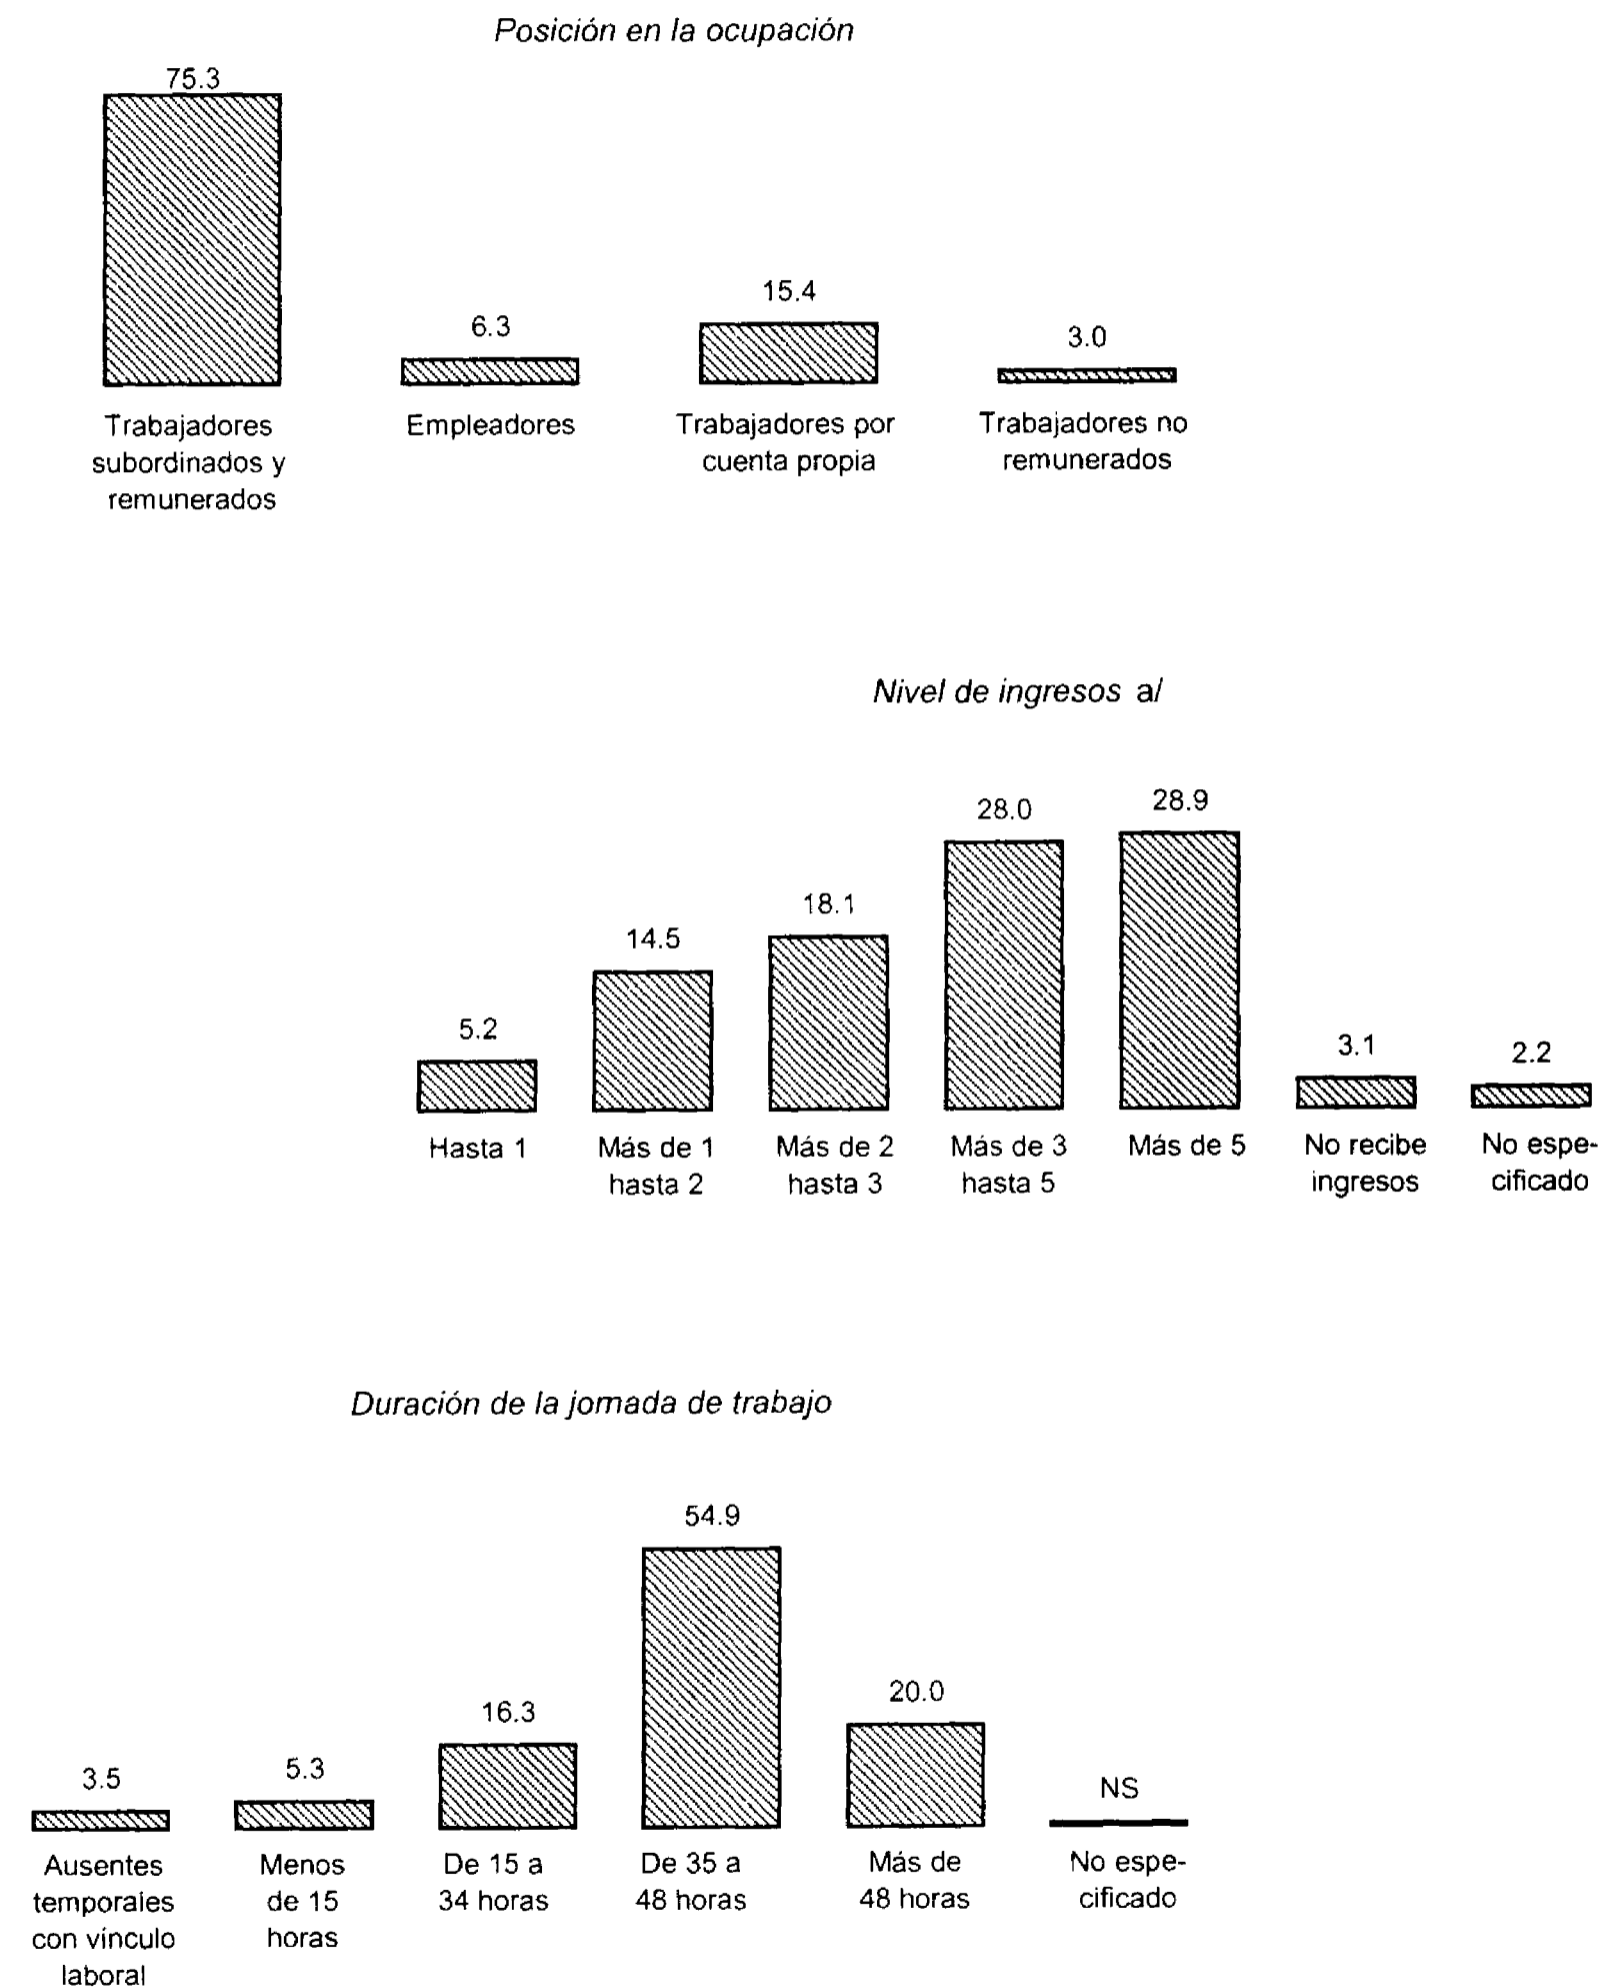 Posición en la ocupación
75.3
6.3
15.4
3.0
Trabajadores
subordinados y
remunerados
Empleadores
Trabajadores por
cuenta propia
Trabajadores no
remunerados
Nivel de ingresos a/
5.2
14.5
18.1
28.0
28.9
3.1
2.2
Hasta 1
Más de 1
hasta 2
Más de 2
hasta 3
Más de 3
hasta 5
Más de 5
No recibe
ingresos
No espe-
cificado
Duración de la jornada de trabajo
3.5
5.3
16.3
54.9
20.0
NS
Ausentes
temporales
con vínculo
laboral
Menos
de 15
horas
De 15 a
34 horas
De 35 a
48 horas
Más de
48 horas
No espe-
cificado